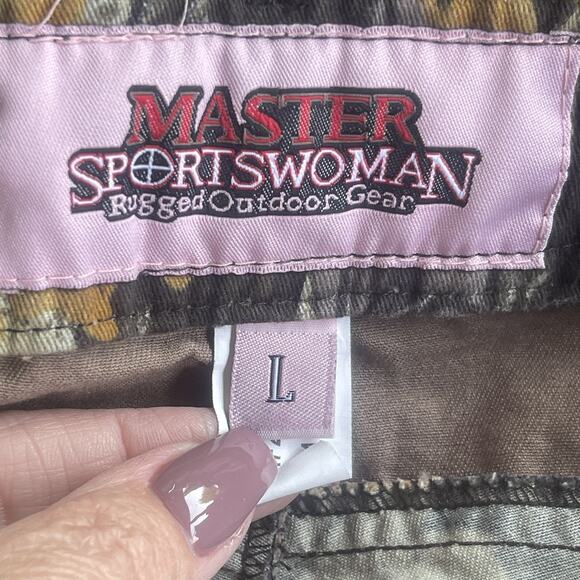 MASTER
SPORTSWOMAN
Rugged Outdoor Gear
L